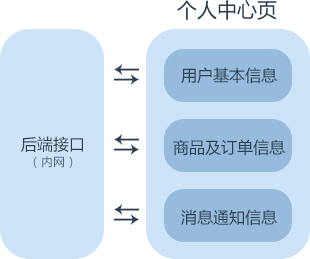 个人中心页
用户基本信息
后端接口
（内网）
商品及订单信息
消息通知信息